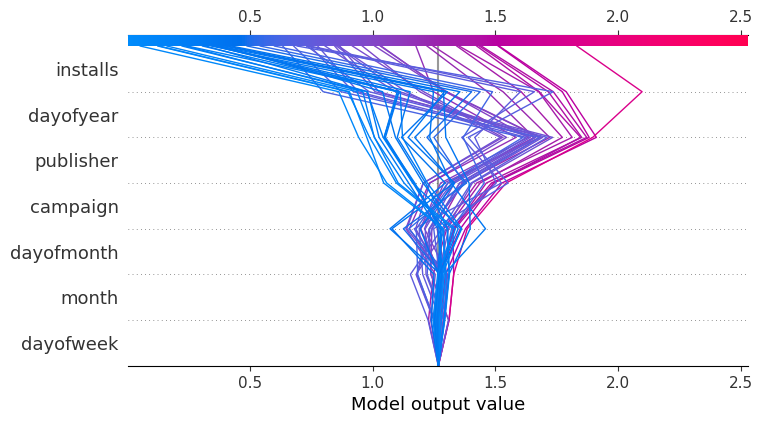 0.5 1.0 1.5 2.0 2.5
installs
dayofyear
publisher
campaign
dayofmonth
month
dayofweek
0.5 1.0 1.5 2.0 2.5
Model output value